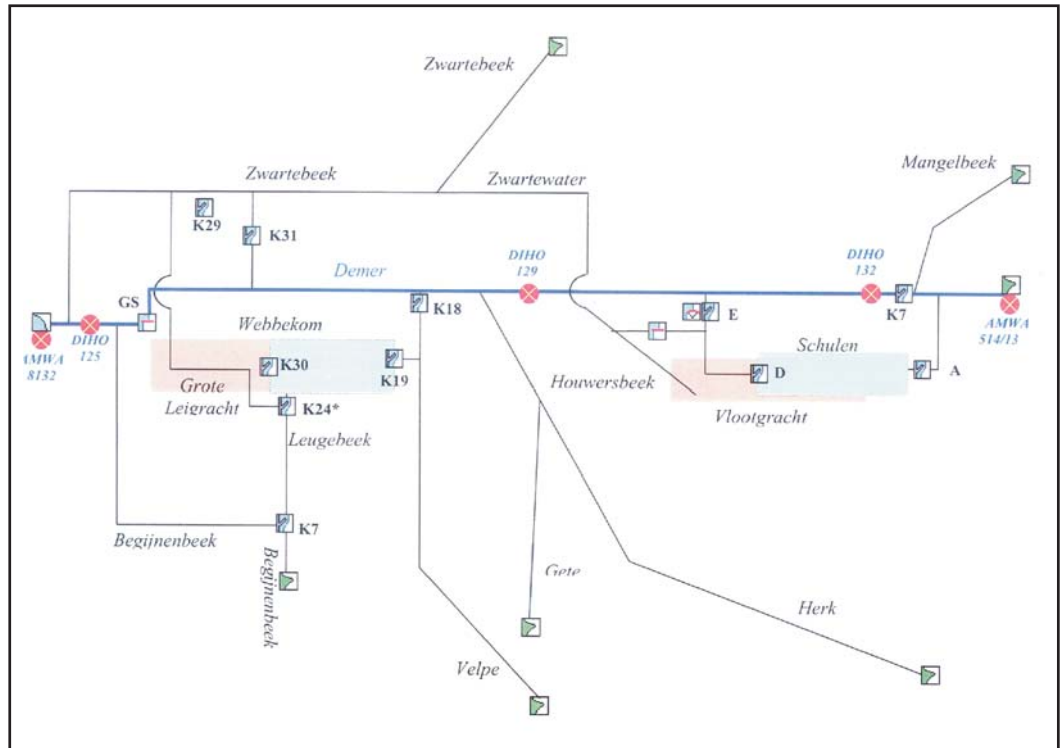 Zwartebeek
Zwartebeek
Zwartewater
Mangelbeek
K29
K31
DIHO
129
DIHO
132
Demer
GS
K18
E
K7
AMWA
514/13
DIHO
125
AMWA
8132
Webbekom
Schulen
K30
K19
D
A
Grote
Leigracht
Houwersbeek
Vlootgracht
K24*
Leugebeek
K7
Begijnenbeek
Begijnenbeek
Gete
Herk
Velpe